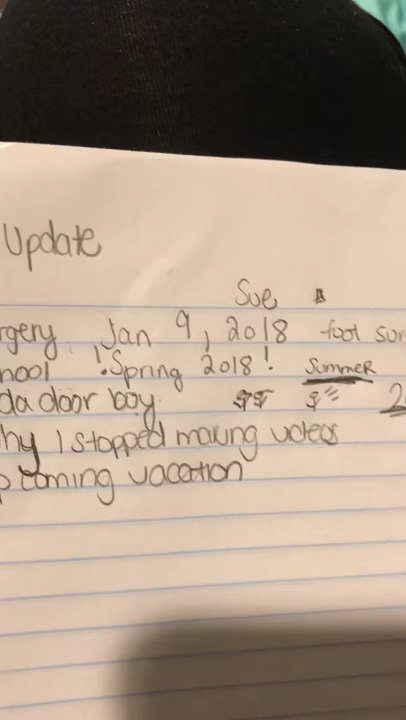 Update
Sue
rgery Jan 9, 2018 foot sur
hool ! Spring 2018! Summer
da door boy
hy I stopped making videos
p coming vacation